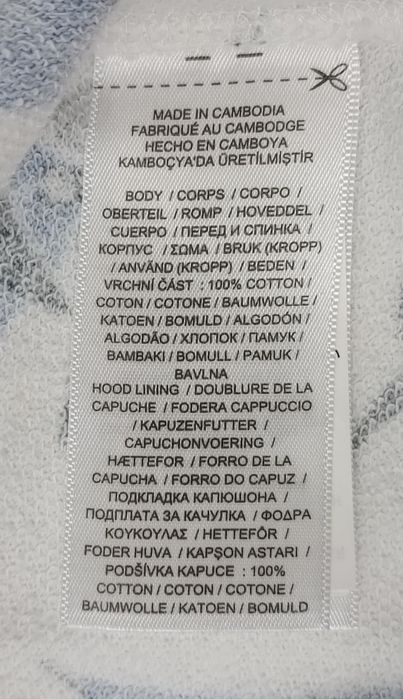 MADE IN CAMBODIA
FABRIQUÉ AU CAMBODGE
HECHO EN CAMBOYA
KAMBOÇYA'DA ÜRETİLMİŞTİR
BODY / CORPS / CORPO /
OBERTEIL / ROMP / HOVEDDEL /
CUERPO / ПЕРЕД И СПИНКА /
КОРПУС / ΣΩΜΑ / BRUK (KROPP)
/ ANVÄND (KROPP) / BEDEN /
VRCHNÍ ČÁST : 100% COTTON /
COTON / COTONE / BAUMWOLLE /
KATOEN / BOMULD / ALGODÓN /
ALGODÃO / ХЛОПОК / ПАМУК /
BAMBAKI / BOMULL / PAMUK /
BAVLNA
HOOD LINING / DOUBLURE DE LA
CAPUCHE / FODERA CAPPUCCIO
/ KAPUZENFUTTER /
CAPUCHONVOERING /
HÆTTEFOR / FORRO DE LA
CAPUCHA / FORRO DO CAPUZ /
ПОДКЛАДКА КАПЮШОНА /
ПОДПЛАТА ЗА КАЧУЛКА / ΦΟΔΡΑ
ΚΟΥΚΟΥΛΑΣ / HETTEFÔR /
FODER HUVA / KAPŞON ASTARI /
PODŠÍVKA KAPUCE : 100%
COTTON / COTON / COTONE /
BAUMWOLLE / KATOEN / BOMULD